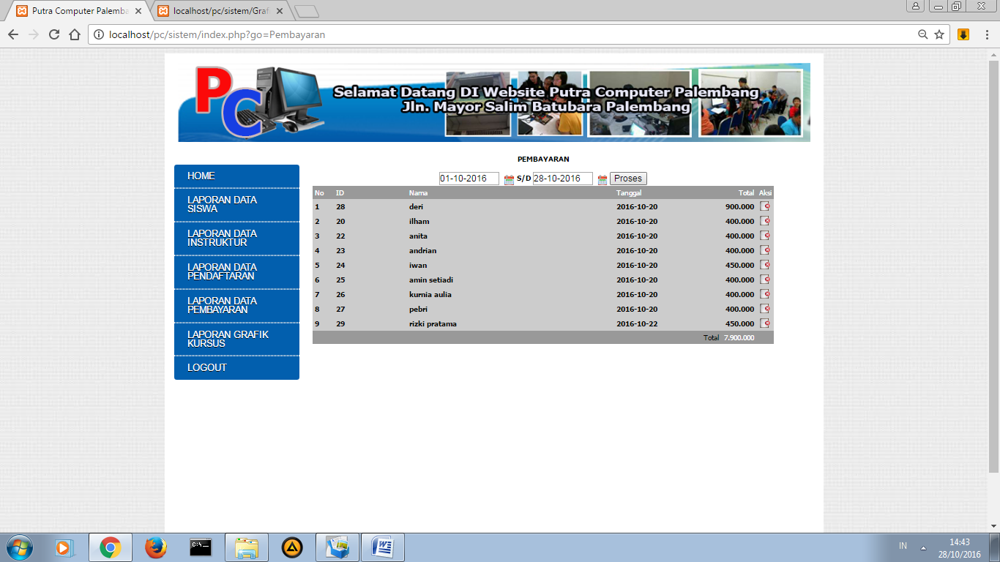 Putra Computer Palemba
localhost/pc/sistem/Graf
localhost/pc/sistem/index.php?go=Pembayaran
PC
Selamat Datang DI Website Putra Computer Palembang
Jln. Mayor Salim Batubara Palembang
HOME
LAPORAN DATA
SISWA
LAPORAN DATA
INSTRUKTUR
LAPORAN DATA
PENDAFTARAN
LAPORAN DATA
PEMBAYARAN
LAPORAN GRAFIK
KURSUS
LOGOUT
PEMBAYARAN
01-10-2016 S/D 28-10-2016 Proses
No ID Nama Tanggal Total Aksi
1 28 deri 2016-10-20 900.000
2 20 ilham 2016-10-20 400.000
3 22 anita 2016-10-20 400.000
4 23 andrian 2016-10-20 400.000
5 24 iwan 2016-10-20 450.000
6 25 amin setiadi 2016-10-20 400.000
7 26 kurnia aulia 2016-10-20 400.000
8 27 pebri 2016-10-20 400.000
9 29 rizki pratama 2016-10-22 450.000
Total 7.900.000
C:\
W
IN
14:43
28/10/2016